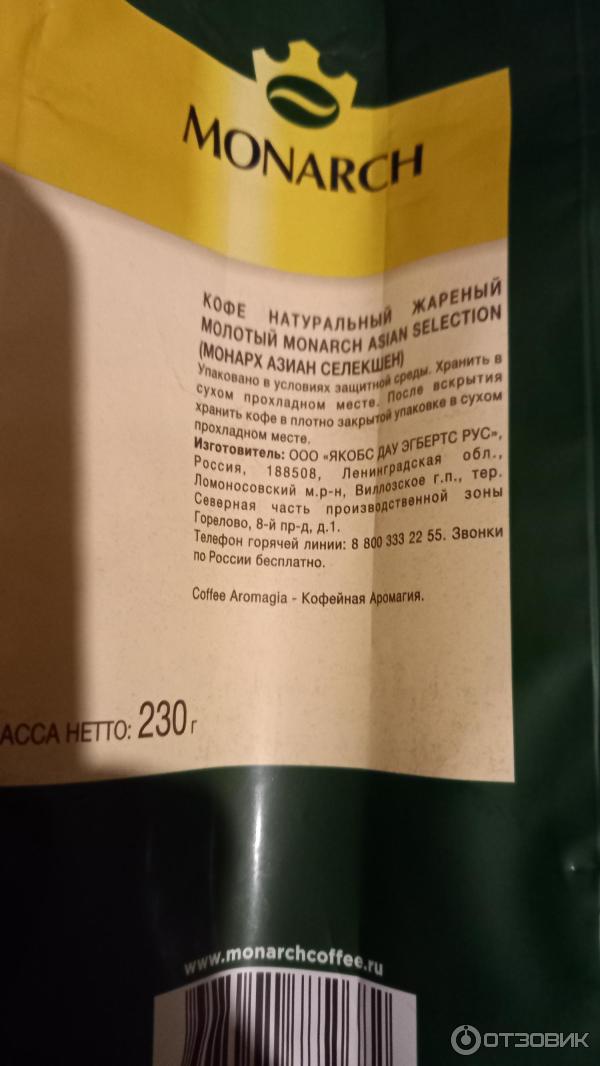 MONARCH
КОФЕ НАТУРАЛЬНЫЙ ЖАРЕНЫЙ
МОЛОТЫЙ MONARCH ASIAN SELECTION
(МОНАРХ АЗИАН СЕЛЕКШЕН)
Упаковано в условиях защитной среды. Хранить в
сухом прохладном месте. После вскрытия
хранить кофе в плотно закрытой упаковке в сухом
прохладном месте.
Изготовитель: ООО «ЯКОБС ДАУ ЭГБЕРТС РУС»,
Россия, 188508, Ленинградская обл.,
Ломоносовский м.р-н, Виллозское г.п., тер.
Северная часть производственной зоны
Горелово, 8-й пр-д, д.1.
Телефон горячей линии: 8 800 333 22 55. Звонки
по России бесплатно.
Coffee Aromagia - Кофейная Аромагия.
АССА НЕТТО: 230 г
www.monarchcoffee.ru
ОТЗОВИК